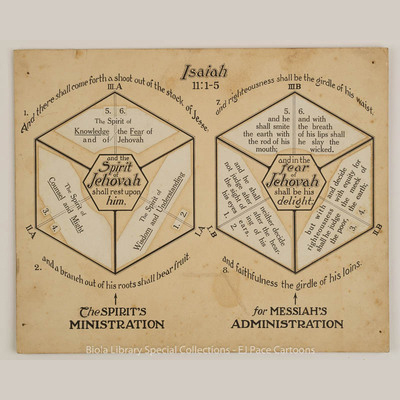 Isaiah
11:1-5
1. And there shall come forth a shoot out of the stock of Jesse.
III A
5. 6.
The Spirit of
Knowledge the Fear of
and of Jehovah
and the
Spirit
of
Jehovah
shall rest upon
him.
The Spirit of
Counsel and Might
3. 4.
II.A
The Spirit of
Wisdom and Understanding
1. 2.
I.A
2. and a branch out of his roots shall bear fruit
The SPIRIT'S
MINISTRATION
7. and righteousness shall be the girdle of his waist
III B
5.
and he
shall smite
the earth with
the rod of his
mouth;
6.
and with
the breath
of his lips shall
he slay
the wicked.
and in the
fear
of
Jehovah
shall be his
delight;
1.
and he shall
not judge after
the sight of
his eyes
2.
neither decide
after the hear-
ing of his
ears.
I.B
but with
righteousness
shall he judge
the poor,
3.
and decide
with equity for
the meek of
the earth:
4.
II.B
8. and faithfulness the girdle of his loins.
for MESSIAH'S
ADMINISTRATION
Biola Library Special Collections - EJ Pace Cartoons